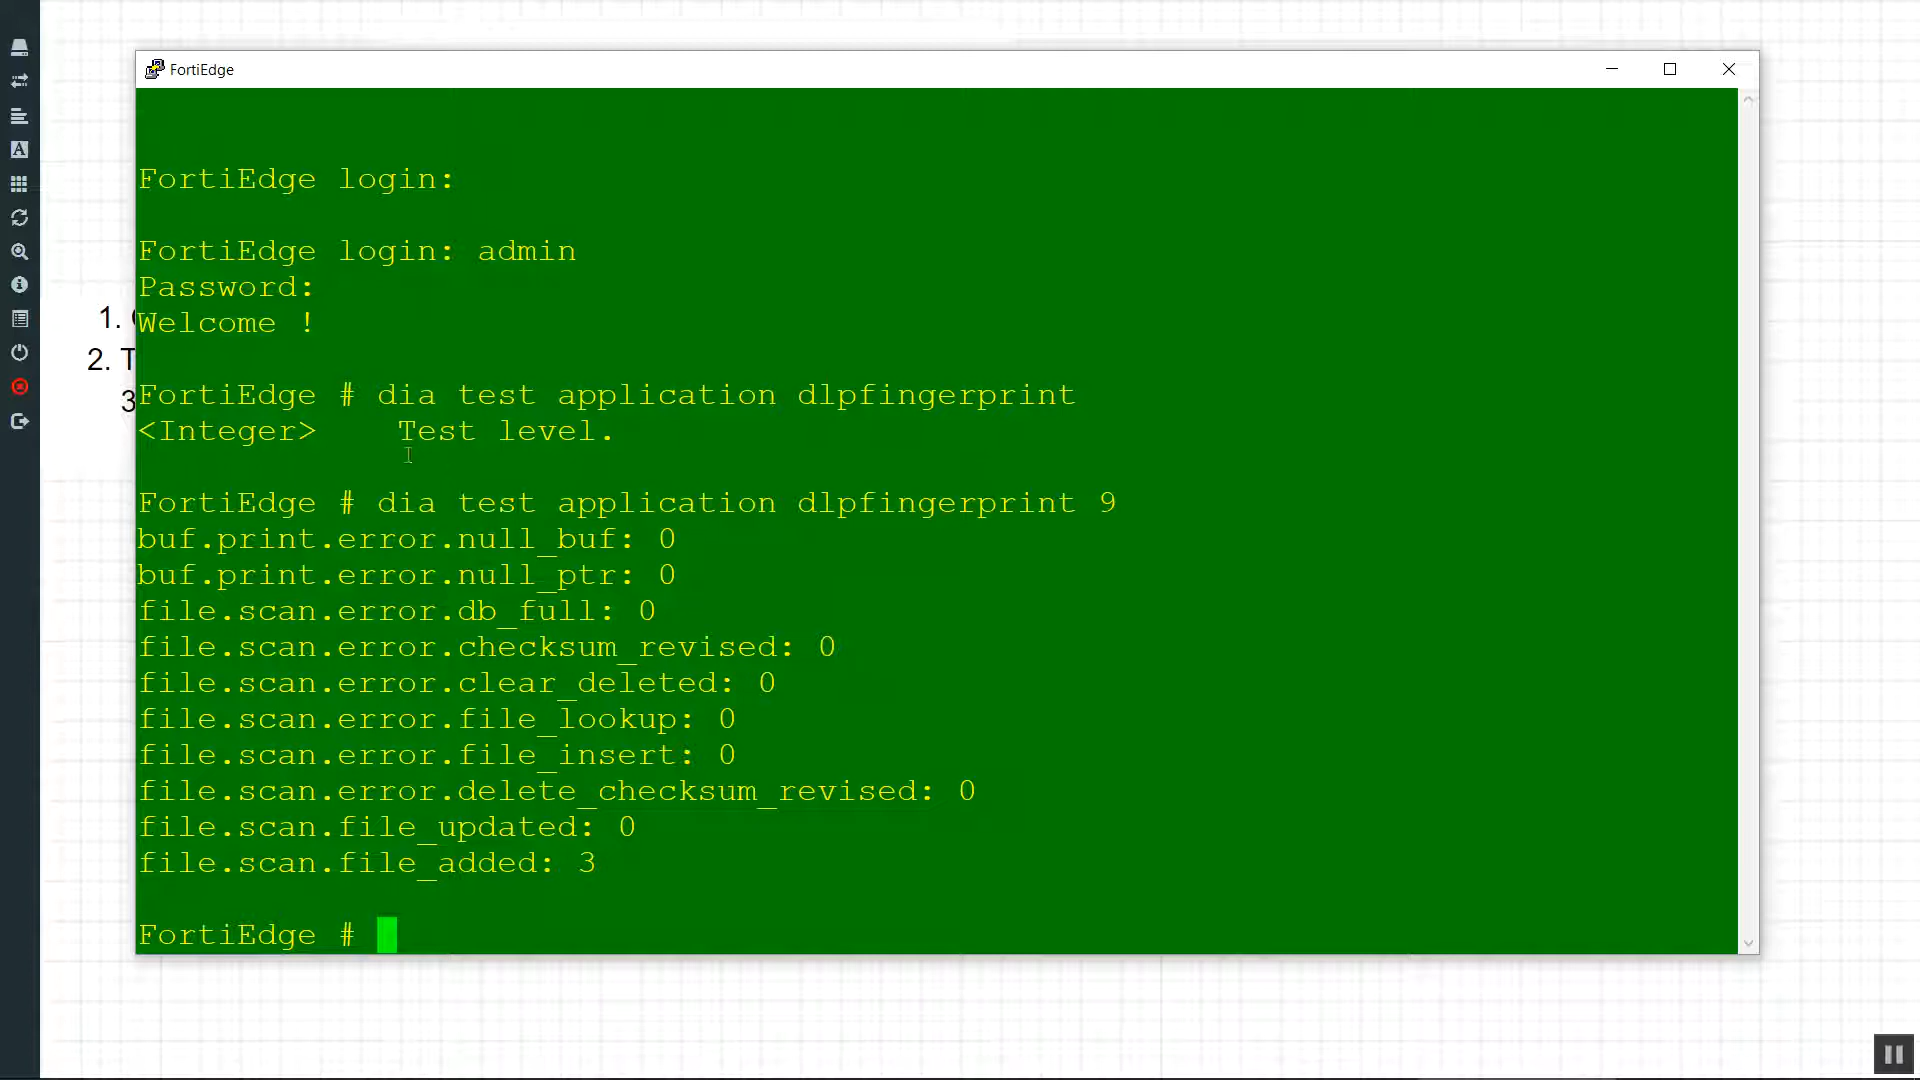 FortiEdge
FortiEdge login:
FortiEdge login: admin
Password:
Welcome !
FortiEdge # dia test application dlpfingerprint
<Integer>    Test level.
FortiEdge # dia test application dlpfingerprint 9
buf.print.error.null_buf: 0
buf.print.error.null_ptr: 0
file.scan.error.db_full: 0
file.scan.error.checksum_revised: 0
file.scan.error.clear_deleted: 0
file.scan.error.file_lookup: 0
file.scan.error.file_insert: 0
file.scan.error.delete_checksum_revised: 0
file.scan.file_updated: 0
file.scan.file_added: 3
FortiEdge #
1.
2. T
3